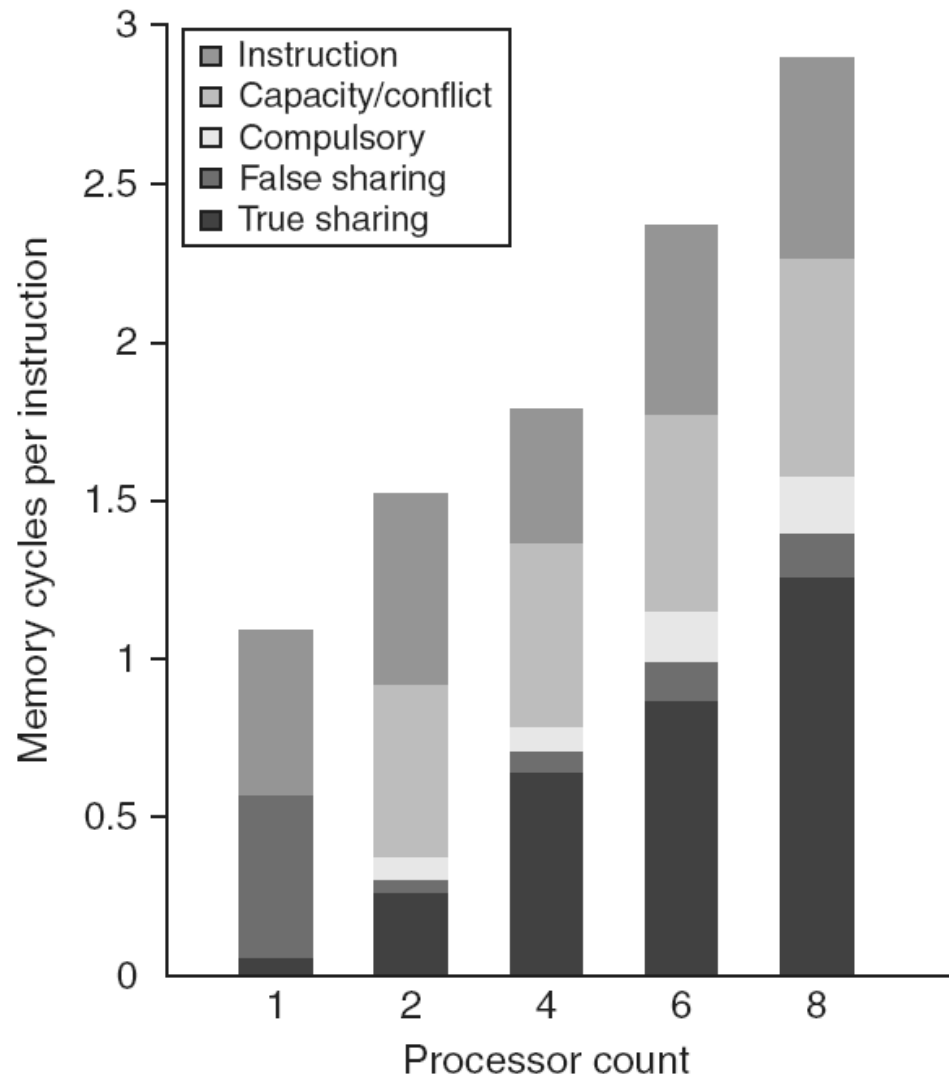 3
2.5
2
1.5
1
0.5
0
Memory cycles per instruction
Instruction
Capacity/conflict
Compulsory
False sharing
True sharing
1 2 4 6 8
Processor count